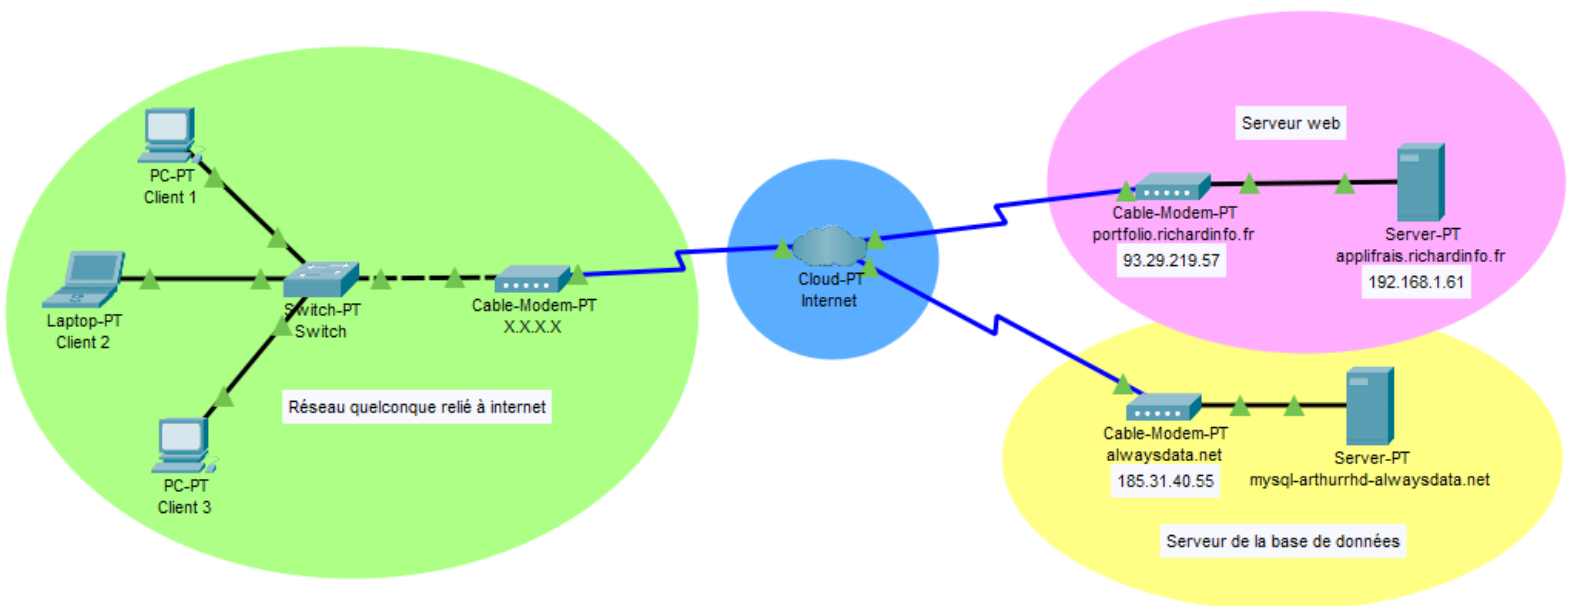 PC-PT
Client 1
Laptop-PT
Client 2
Switch-PT
Switch
Cable-Modem-PT
X.X.X.X
Réseau quelconque relié à internet
PC-PT
Client 3
Cloud-PT
Internet
Serveur web
Cable-Modem-PT
portfolio.richardinfo.fr
93.29.219.57
Server-PT
applifrais.richardinfo.fr
192.168.1.61
Cable-Modem-PT
alwaysdata.net
185.31.40.55
Server-PT
mysql-arthurrhd-alwaysdata.net
Serveur de la base de données